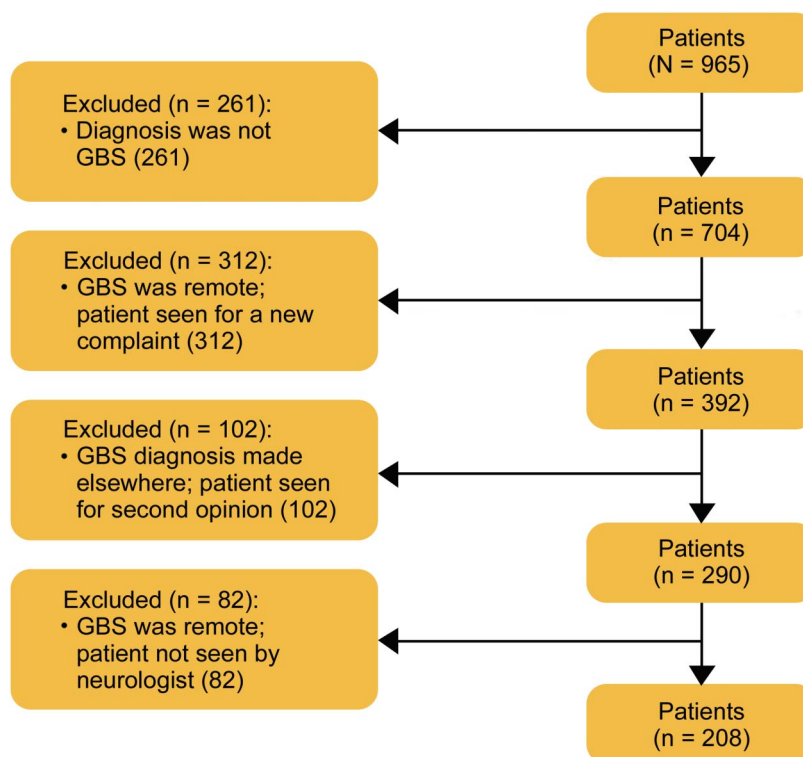 Patients
(N = 965)
Excluded (n = 261):
• Diagnosis was not
GBS (261)
Patients
(n = 704)
Excluded (n = 312):
• GBS was remote;
patient seen for a new
complaint (312)
Patients
(n = 392)
Excluded (n = 102):
• GBS diagnosis made
elsewhere; patient seen
for second opinion (102)
Patients
(n = 290)
Excluded (n = 82):
• GBS was remote;
patient not seen by
neurologist (82)
Patients
(n = 208)